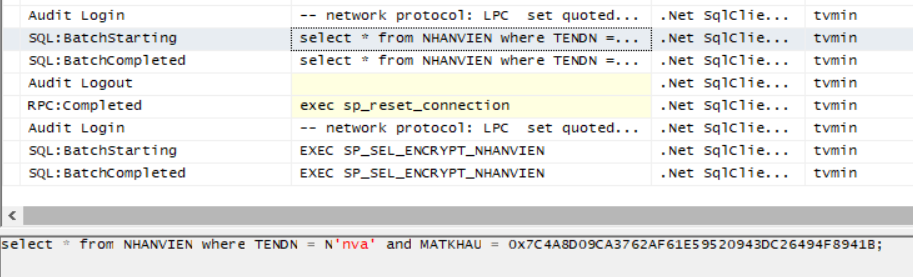 Audit Login -- network protocol: LPC set quoted... .Net SqlClie... tvmin
SQL:BatchStarting select * from NHANVIEN where TENDN =... .Net SqlClie... tvmin
SQL:BatchCompleted select * from NHANVIEN where TENDN =... .Net SqlClie... tvmin
Audit Logout .Net SqlClie... tvmin
RPC:Completed exec sp_reset_connection .Net SqlClie... tvmin
Audit Login -- network protocol: LPC set quoted... .Net SqlClie... tvmin
SQL:BatchStarting EXEC SP_SEL_ENCRYPT_NHANVIEN .Net SqlClie... tvmin
SQL:BatchCompleted EXEC SP_SEL_ENCRYPT_NHANVIEN .Net SqlClie... tvmin
select * from NHANVIEN where TENDN = N'nva' and MATKHAU = 0x7C4A8D09CA3762AF61E59520943DC26494F8941B;